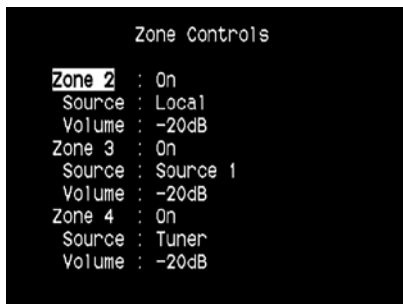 Zone Controls
Zone 2 : On
Source : Local
Volume : -20dB
Zone 3 : On
Source : Source 1
Volume : -20dB
Zone 4 : On
Source : Tuner
Volume : -20dB